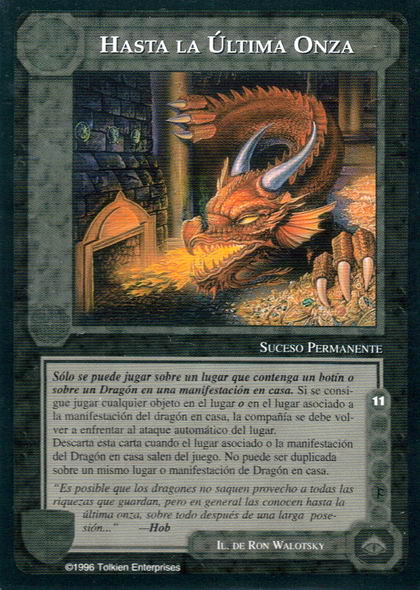 Hasta la Última Onza
Suceso Permanente
Sólo se puede jugar sobre un lugar que contenga un botín o
sobre un Dragón en una manifestación en casa. Si se consi-
gue jugar cualquier objeto en el lugar o en el lugar asociado a
la manifestación del dragón en casa, la compañía se debe vol-
ver a enfrentar al ataque automático del lugar.
Descarta esta carta cuando el lugar asociado o la manifestación
del Dragón en casa salen del juego. No puede ser duplicada
sobre un mismo lugar o manifestación de Dragón en casa.
"Es posible que los dragones no saquen provecho a todas las
riquezas que guardan, pero en general las conocen hasta la
última onza, sobre todo después de una larga pose-
sión..." —Hob
11
Il. de Ron Walotsky
©1996 Tolkien Enterprises